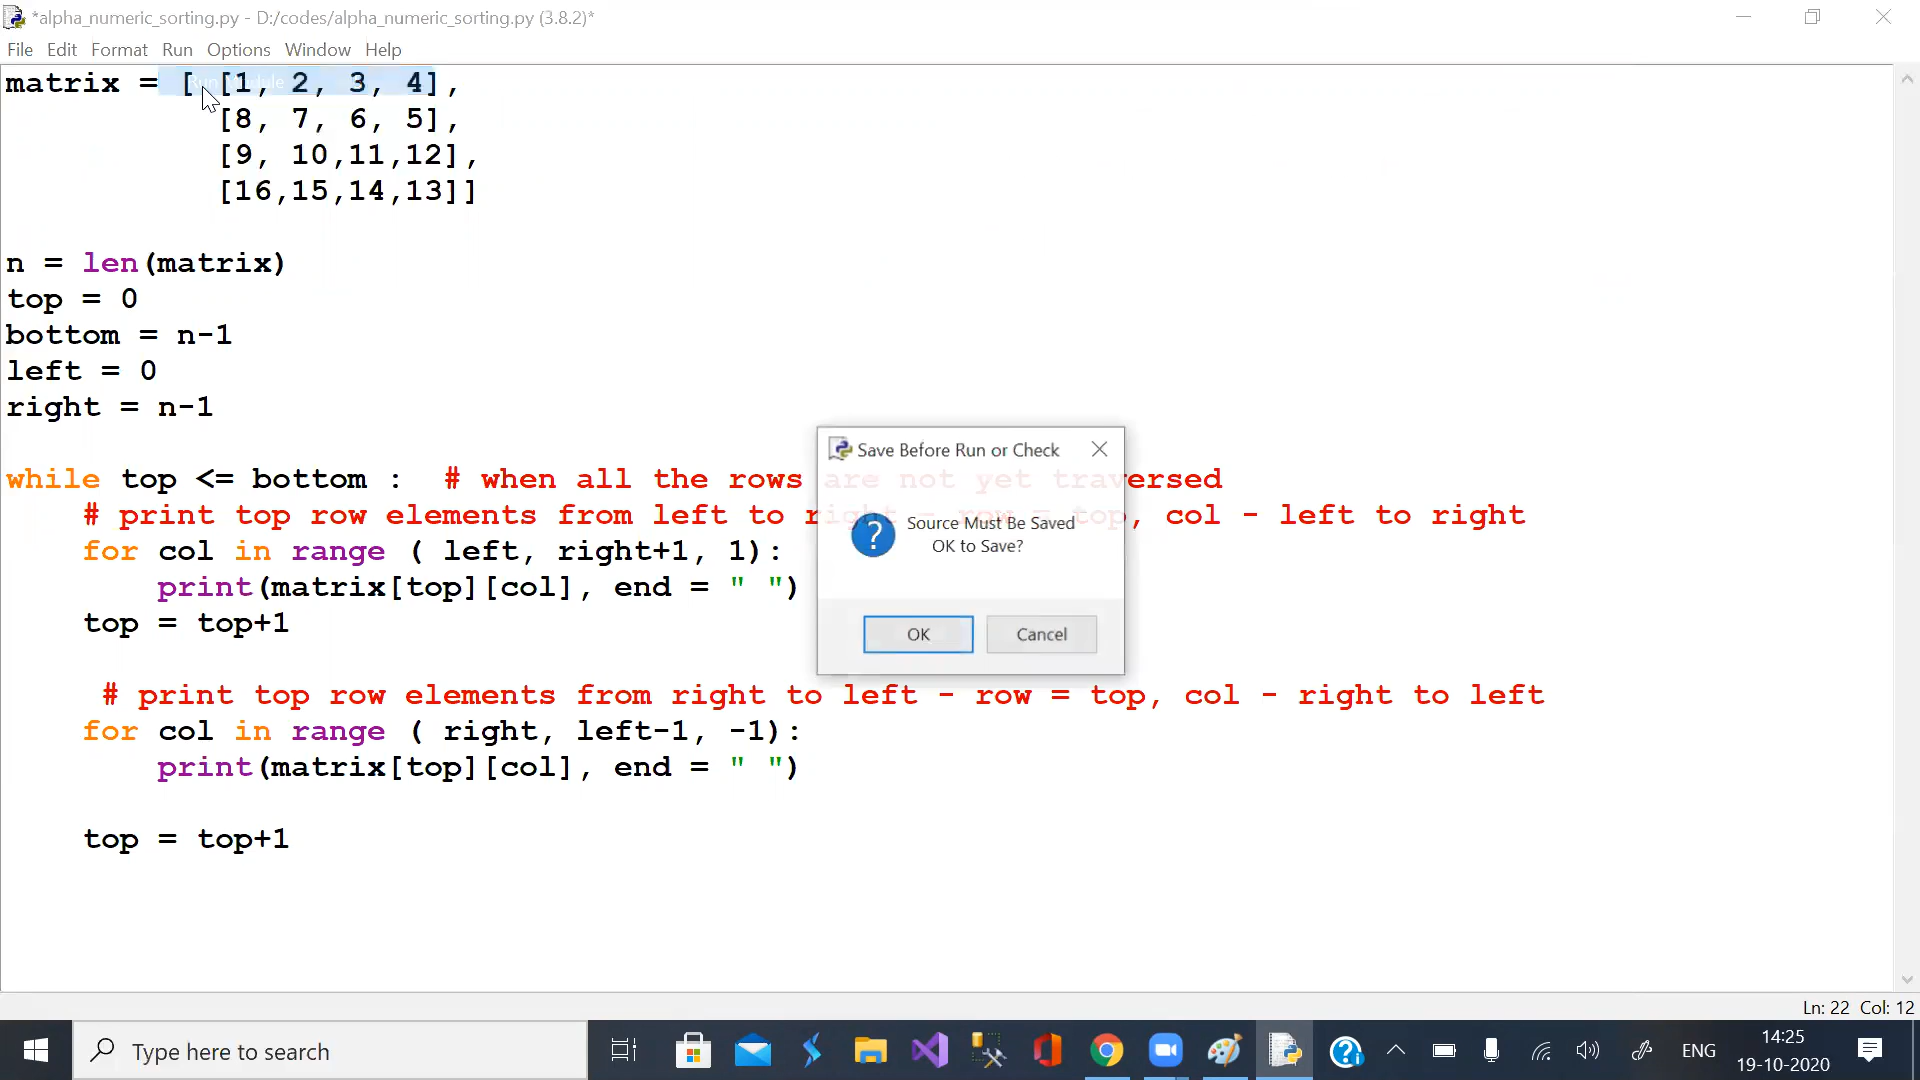 *alpha_numeric_sorting.py - D:/codes/alpha_numeric_sorting.py (3.8.2)*
File Edit Format Run Options Window Help
matrix = [ [1, 2, 3, 4],
[8, 7, 6, 5],
[9, 10,11,12],
[16,15,14,13]]
n = len(matrix)
top = 0
bottom = n-1
left = 0
right = n-1
while top <= bottom : # when all the rows are not yet traversed
# print top row elements from left to right - row = top, col - left to right
for col in range ( left, right+1, 1):
print(matrix[top][col], end = " ")
top = top+1
# print top row elements from right to left - row = top, col - right to left
for col in range ( right, left-1, -1):
print(matrix[top][col], end = " ")
top = top+1
Save Before Run or Check
Source Must Be Saved
OK to Save?
OK Cancel
Ln: 22 Col: 12
Type here to search
ENG
14:25
19-10-2020